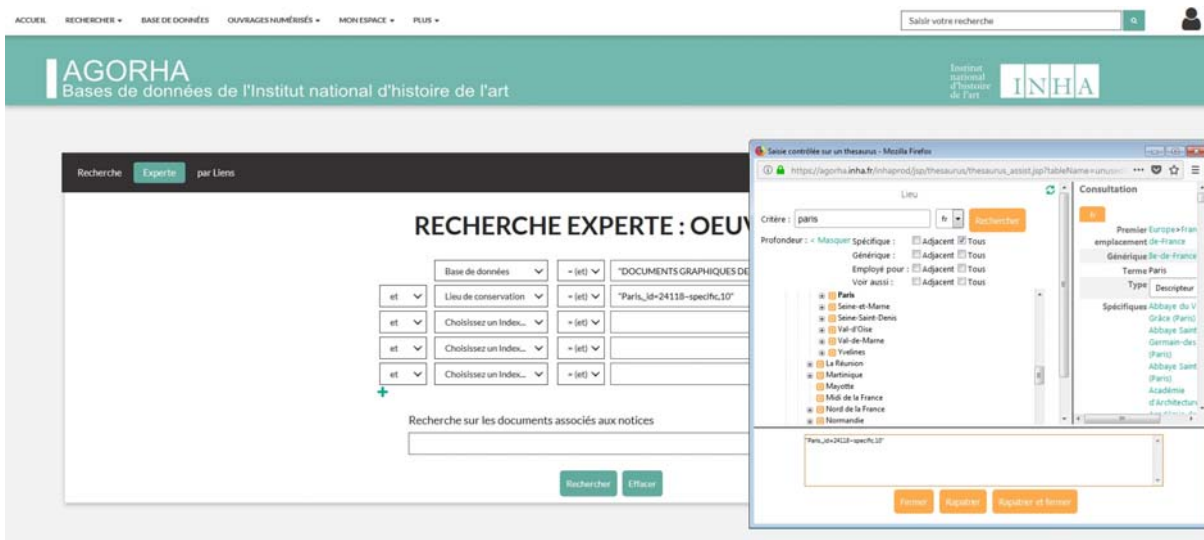 ACCUEIL RECHERCHER BASE DE DONNÉES OUVRAGES NUMÉRISÉS MON ESPACE PLUS
Saisir votre recherche
AGORHA
Bases de données de l'Institut national d'histoire de l'art
Institut
national
d'histoire
de l'art
INHA
Recherche Experte par Liens
RECHERCHE EXPERTE : OEUV
Base de données = (et) "DOCUMENTS GRAPHIQUES DE
et Lieu de conservation = (et) "Paris,_id=24118~specific,10"
et Choisissez un Index... = (et)
et Choisissez un Index... = (et)
et Choisissez un Index... = (et)
Recherche sur les documents associés aux notices
Rechercher Effacer
Saisie contrôlée sur un thesaurus - Mozilla Firefox
https://agorha.inha.fr/inhaprod/jsp/thesaurus/thesaurus_assist.jsp?tableName=unused
Lieu
Critère : paris fr Rechercher
Profondeur : < Masquer Spécifique : Adjacent Tous
Générique : Adjacent Tous
Employé pour : Adjacent Tous
Voir aussi : Adjacent Tous
Paris
Seine-et-Marne
Seine-Saint-Denis
Val-d'Oise
Val-de-Marne
Yvelines
La Réunion
Martinique
Mayotte
Midi de la France
Nord de la France
Normandie
Consultation
Premier Europe>Fran
emplacement de-France
Générique Île-de-France
Terme Paris
Type Descripteur
Spécifiques Abbaye du V
Grâce (Paris)
Abbaye Saint
Germain-des
(Paris)
Abbaye Saint
(Paris)
Académie
d'Architectur
"Paris,_id=24118~specific,10"
Fermer Rapatrier Rapatrier et fermer